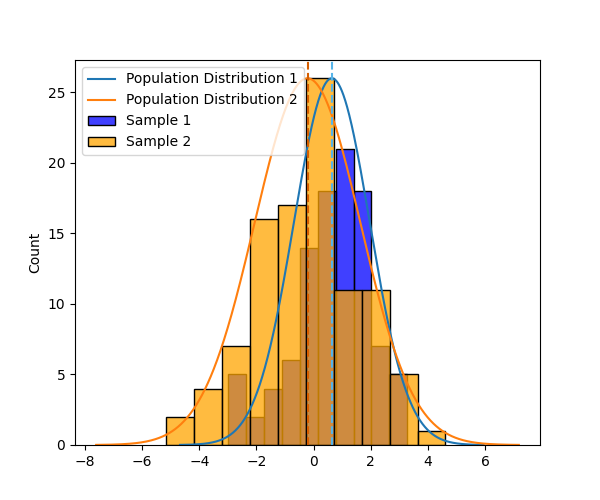 Population Distribution 1
Population Distribution 2
Sample 1
Sample 2
Count
25
20
15
10
5
0
−8 −6 −4 −2 0 2 4 6